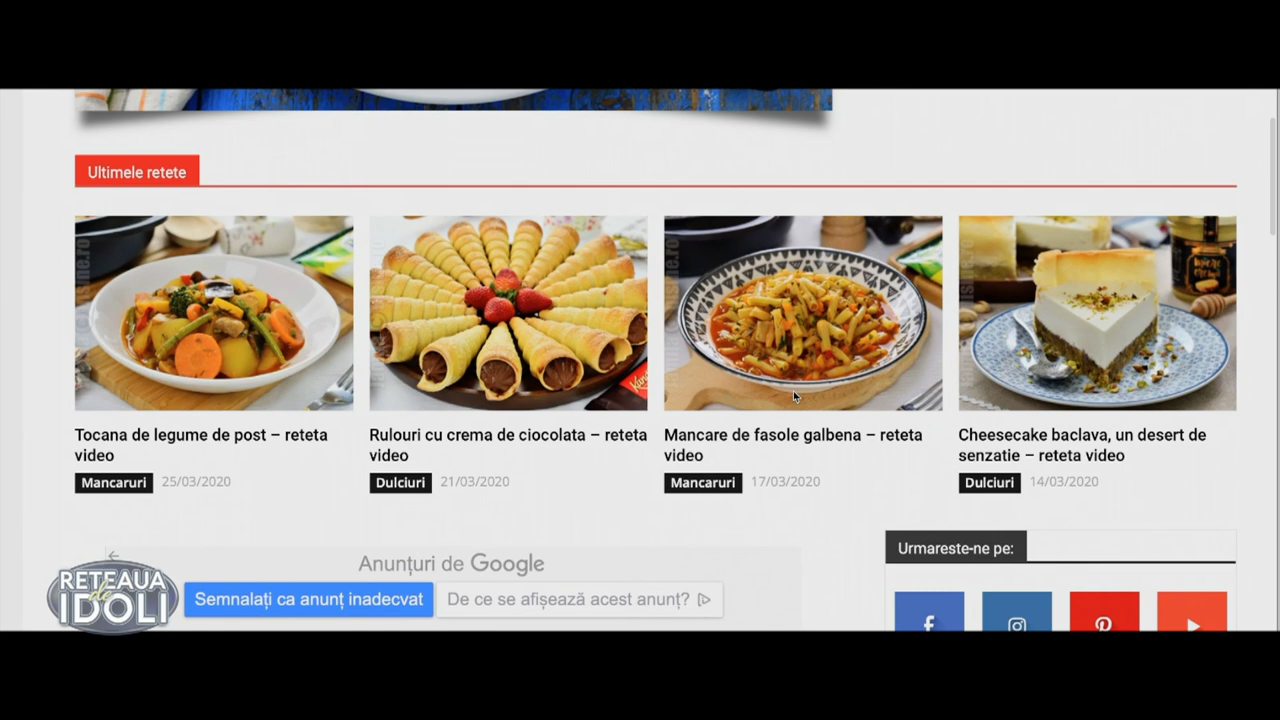 Ultimele retete
Tocana de legume de post – reteta
video
Mancaruri 25/03/2020
Rulouri cu crema de ciocolata – reteta
video
Dulciuri 21/03/2020
Mancare de fasole galbena – reteta
video
Mancaruri 17/03/2020
Cheesecake baclava, un desert de
senzatie – reteta video
Dulciuri 14/03/2020
Anunțuri de Google
Semnalați ca anunț inadecvat
De ce se afișează acest anunț?
Urmareste-ne pe:
RETEAUA
de
IDOLI